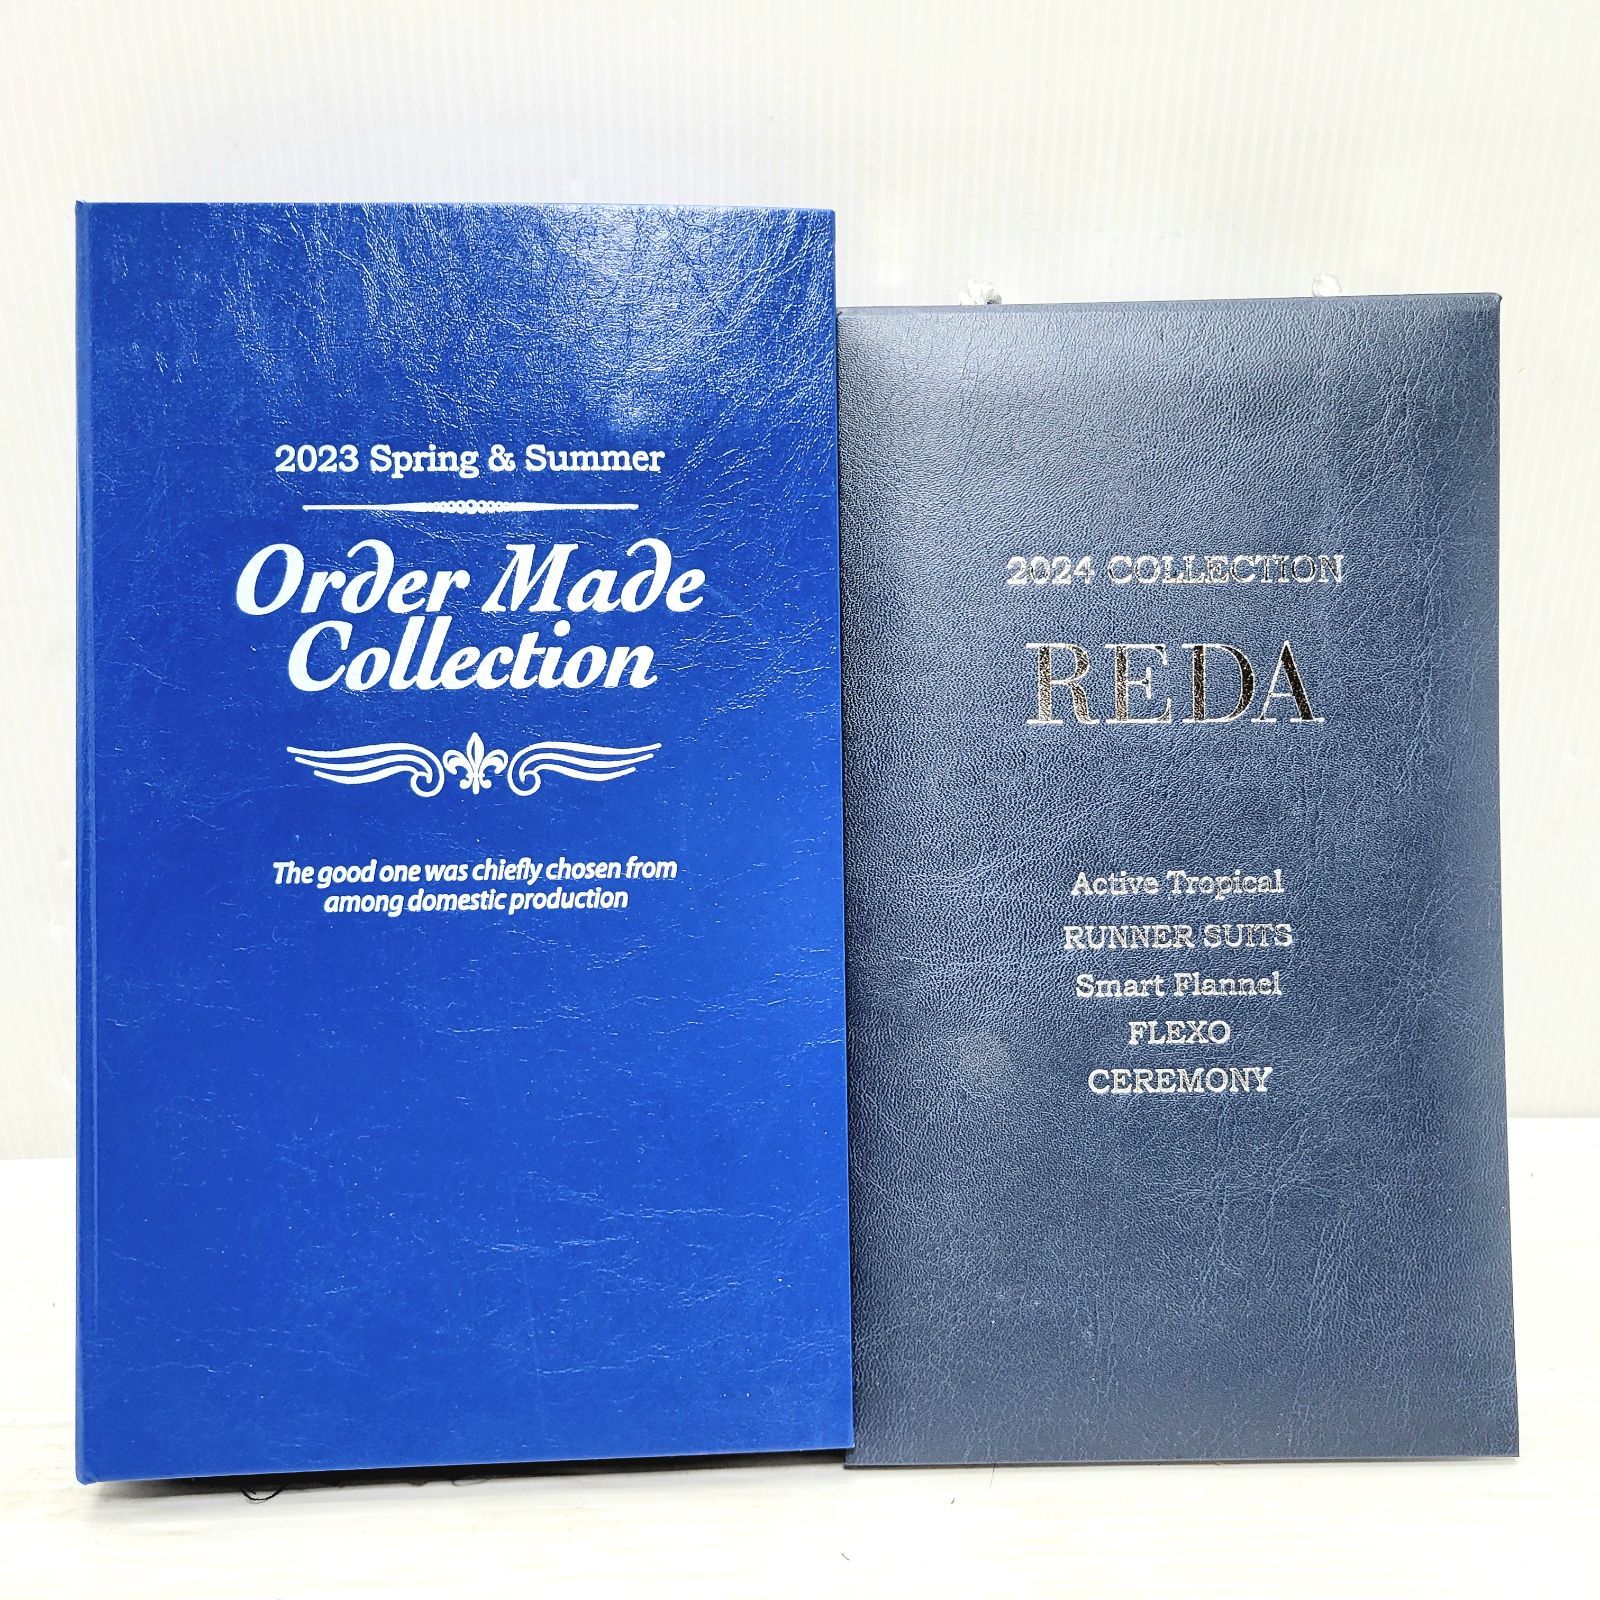 2023 Spring & Summer
Order Made
Collection
The good one was chiefly chosen from
among domestic production
2024 COLLECTION
REDA
Active Tropical
RUNNER SUITS
Smart Flannel
FLEXO
CEREMONY